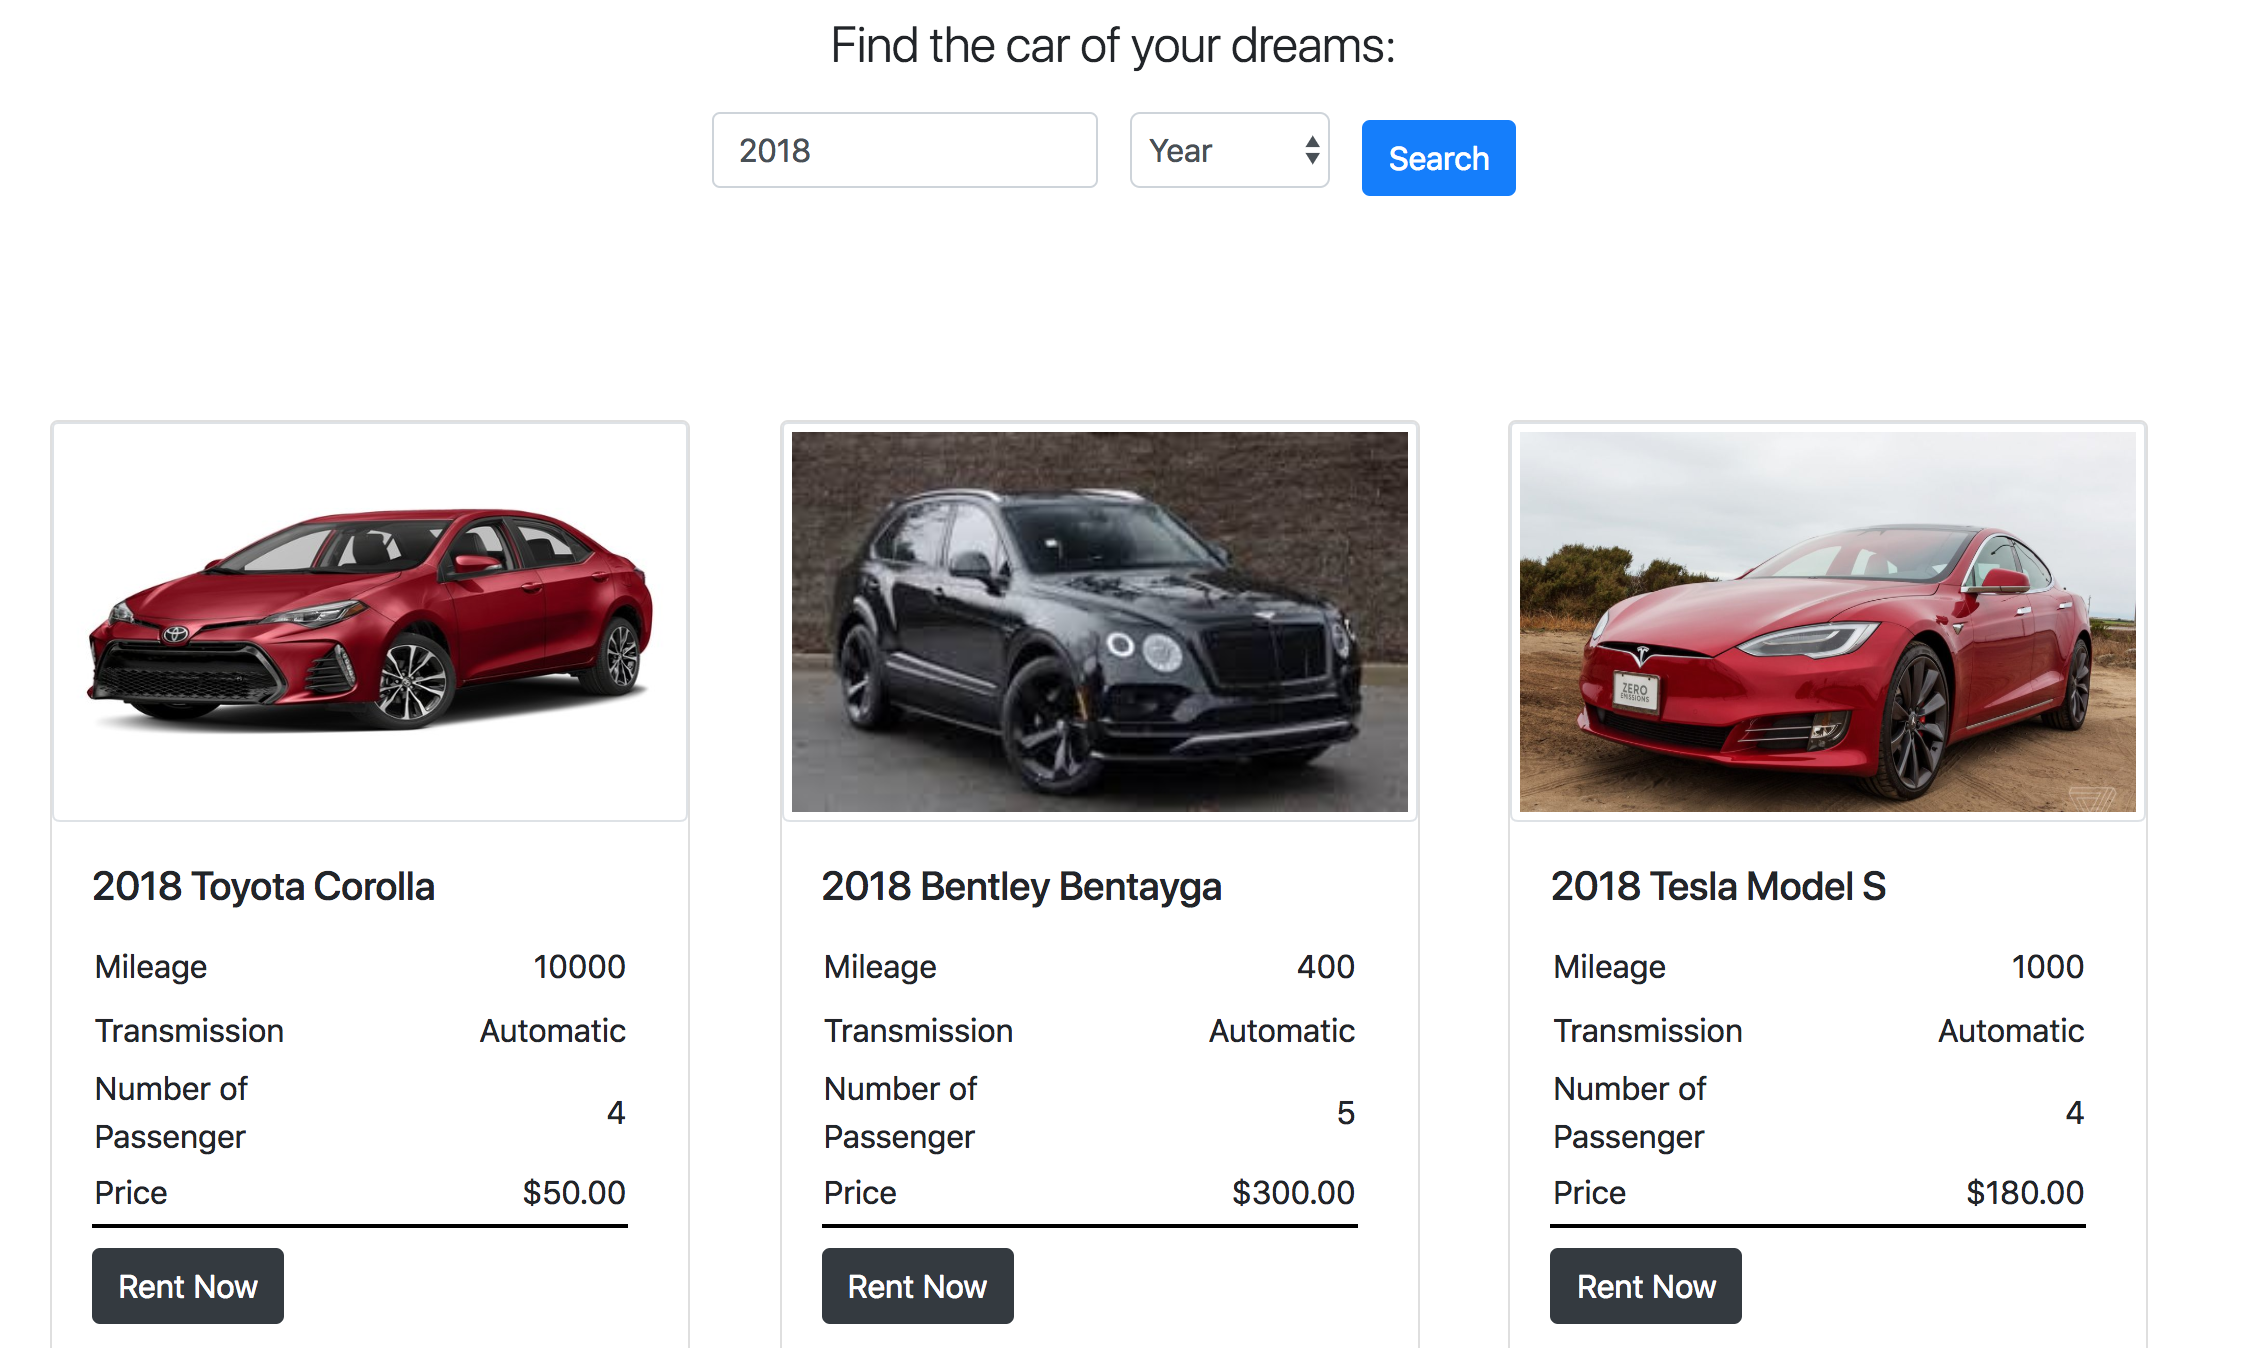 Find the car of your dreams:
2018
Year
Search
ZERO
EMISSIONS
2018 Toyota Corolla
Mileage 10000
Transmission Automatic
Number of
Passenger
4
Price $50.00
Rent Now
2018 Bentley Bentayga
Mileage 400
Transmission Automatic
Number of
Passenger
5
Price $300.00
Rent Now
2018 Tesla Model S
Mileage 1000
Transmission Automatic
Number of
Passenger
4
Price $180.00
Rent Now